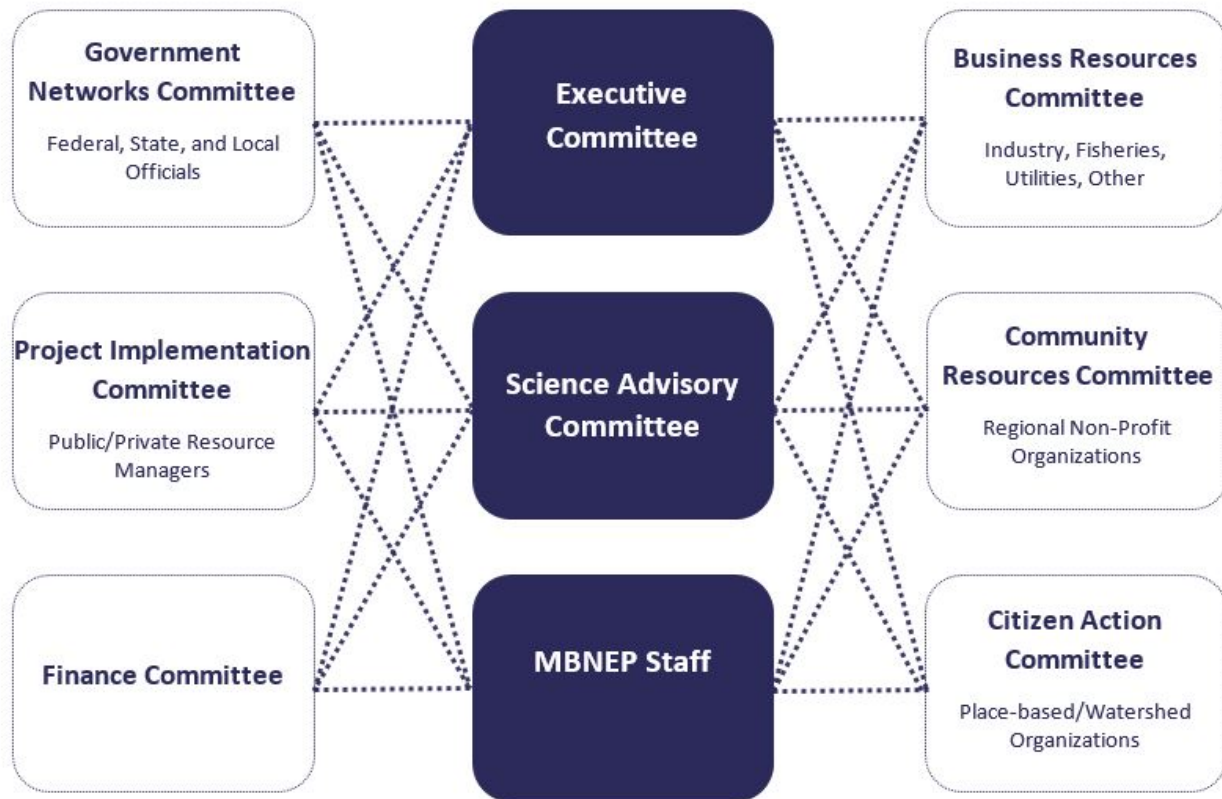 Government
Networks Committee
Federal, State, and Local
Officials
Executive
Committee
Business Resources
Committee
Industry, Fisheries,
Utilities, Other
Project Implementation
Committee
Public/Private Resource
Managers
Science Advisory
Committee
Community
Resources Committee
Regional Non-Profit
Organizations
Finance Committee
MBNEP Staff
Citizen Action
Committee
Place-based/Watershed
Organizations